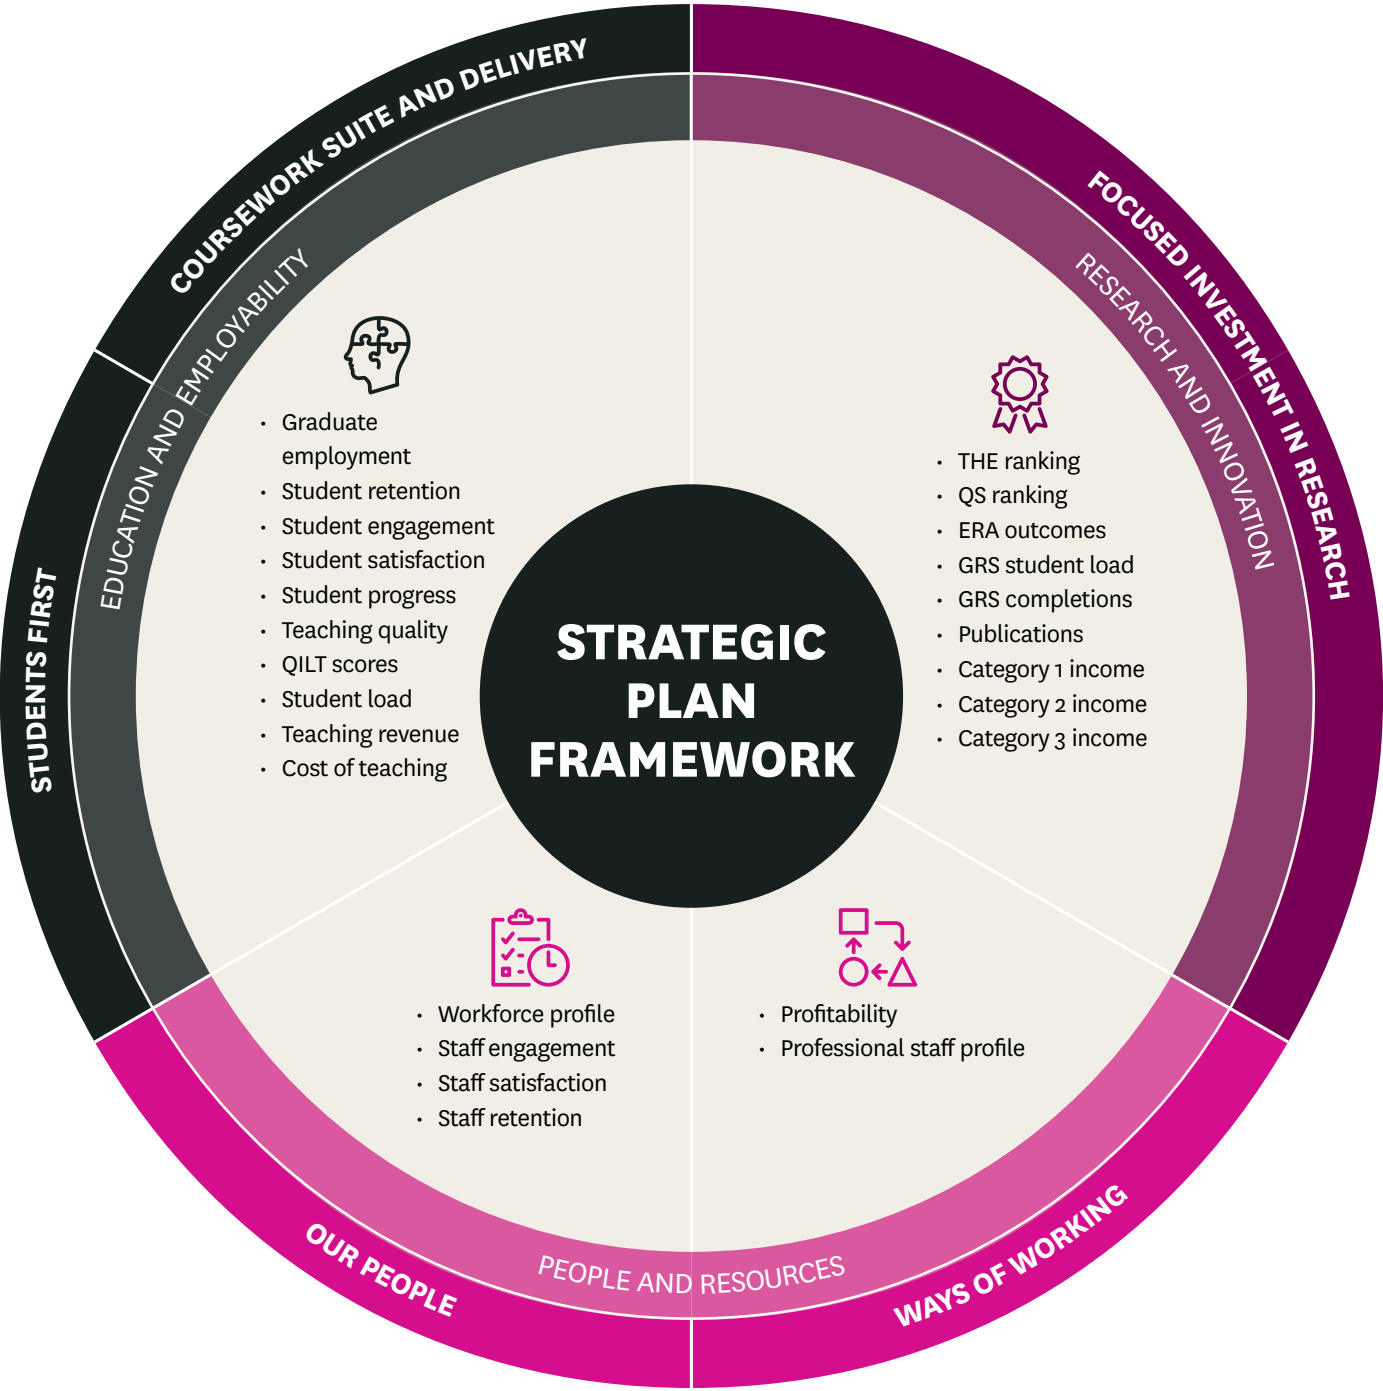 COURSEWORK SUITE AND DELIVERY
STUDENTS FIRST
EDUCATION AND EMPLOYABILITY
• Graduate
employment
• Student retention
• Student engagement
• Student satisfaction
• Student progress
• Teaching quality
• QILT scores
• Student load
• Teaching revenue
• Cost of teaching
FOCUSED INVESTMENT IN RESEARCH
RESEARCH AND INNOVATION
• THE ranking
• QS ranking
• ERA outcomes
• GRS student load
• GRS completions
• Publications
• Category 1 income
• Category 2 income
• Category 3 income
STRATEGIC
PLAN
FRAMEWORK
• Workforce profile
• Staff engagement
• Staff satisfaction
• Staff retention
• Profitability
• Professional staff profile
PEOPLE AND RESOURCES
OUR PEOPLE
WAYS OF WORKING